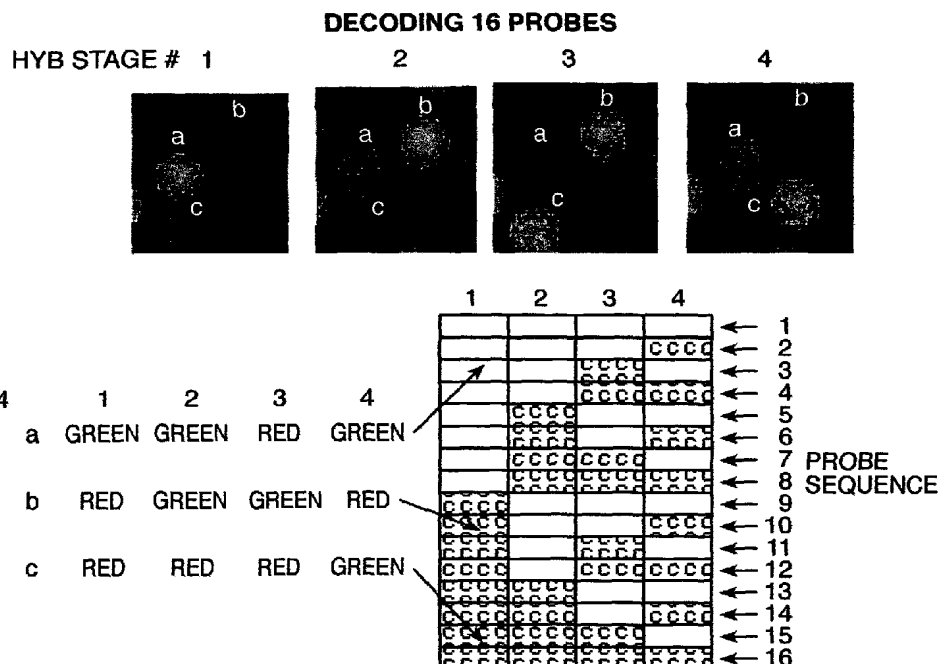 DECODING 16 PROBES
HYB STAGE # 1 2 3 4
b
a
c
b
a
c
b
a
c
b
a
c
1 2 3 4
1
CCCC 2
CCCC 3
CCCC CCCC 4
4 1 2 3 4
CCCC 5
a GREEN GREEN RED GREEN
CCCC CCCC 6
CCCC CCCC 7 PROBE
CCCC CCCC CCCC 8 SEQUENCE
b RED GREEN GREEN RED
CCCC 9
CCCC CCCC 10
CCCC CCCC 11
c RED RED RED GREEN
CCCC CCCC CCCC 12
CCCC CCCC 13
CCCC CCCC CCCC 14
CCCC CCCC CCCC 15
CCCC CCCC CCCC CCCC 16